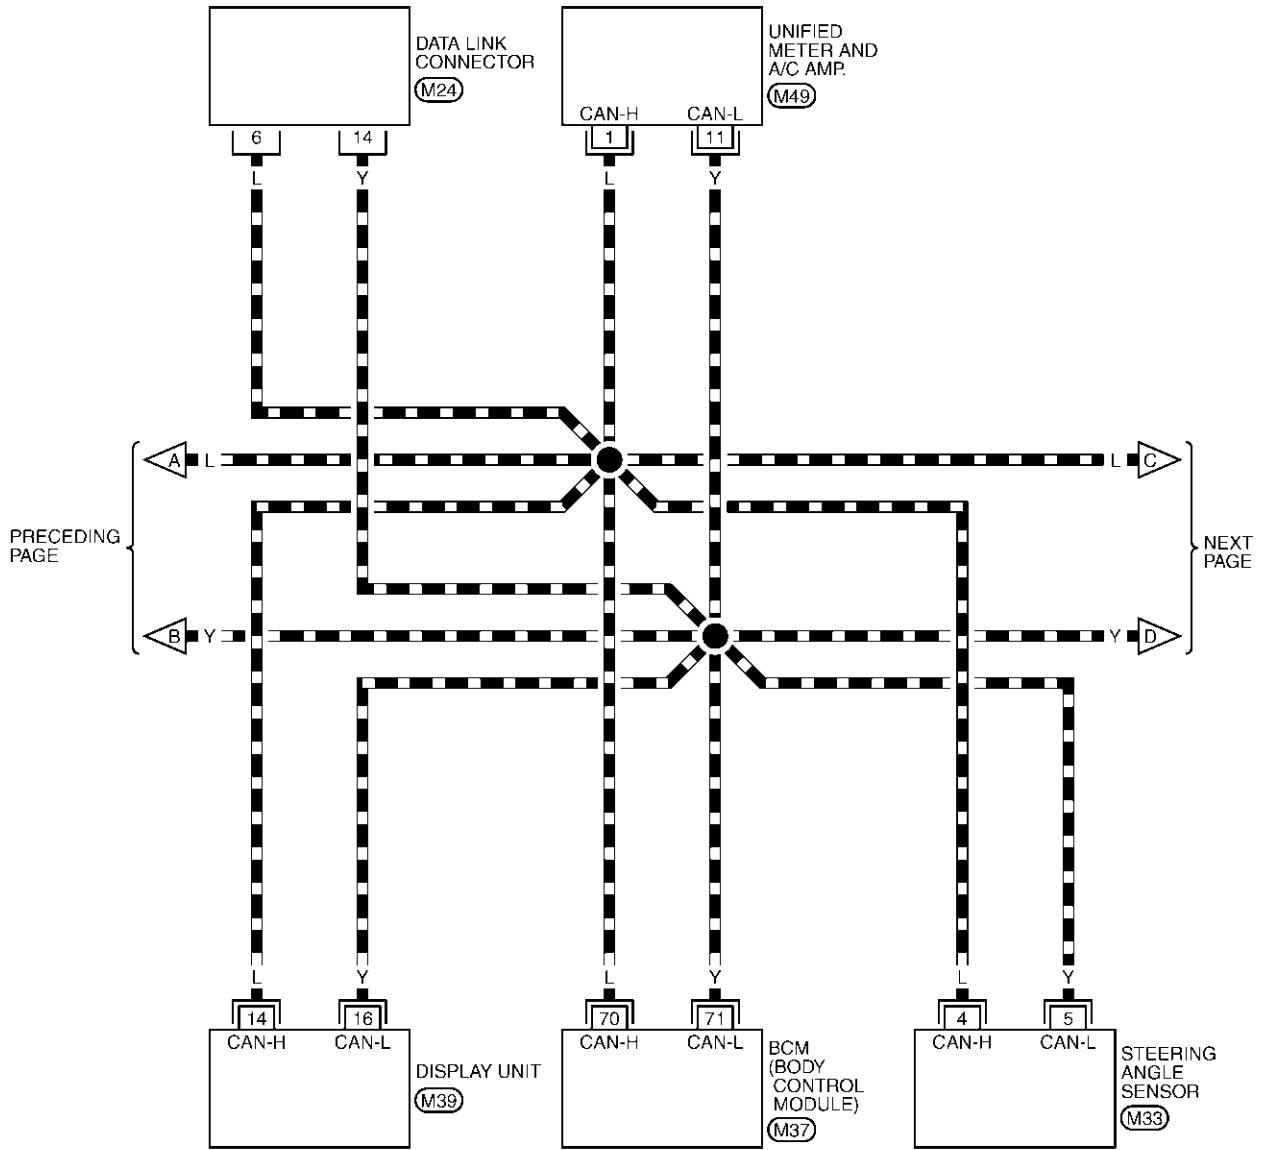 DATA LINK
CONNECTOR
M24
UNIFIED
METER AND
A/C AMP.
M49
CAN-H CAN-L
6 14 1 11
L Y L Y
A L L C
PRECEDING
PAGE
NEXT
PAGE
B Y Y D
L Y L Y L Y
14 16 70 71 4 5
CAN-H CAN-L CAN-H CAN-L CAN-H CAN-L
DISPLAY UNIT
M39
BCM
(BODY
CONTROL
MODULE)
M37
STEERING
ANGLE
SENSOR
M33